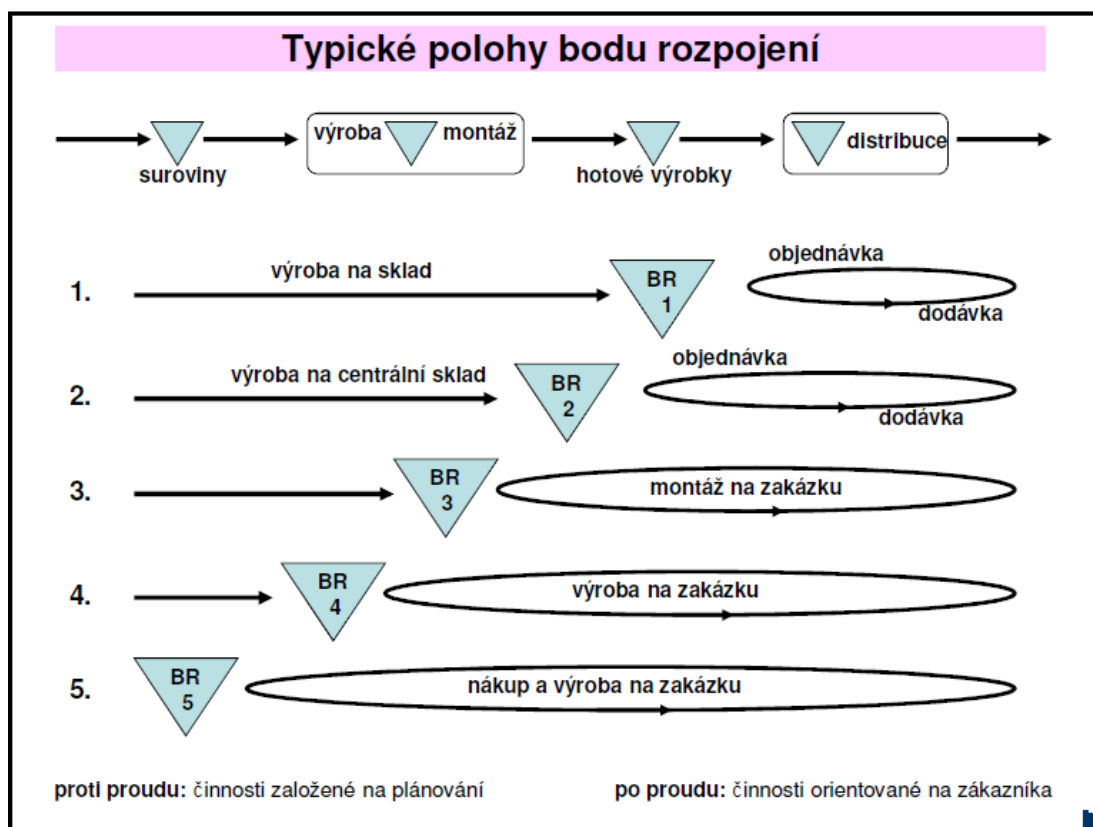 Typické polohy bodu rozpojení
výroba montáž
distribuce
suroviny
hotové výrobky
1.
výroba na sklad
BR
1
objednávka
dodávka
2.
výroba na centrální sklad
BR
2
objednávka
dodávka
3.
BR
3
montáž na zakázku
4.
BR
4
výroba na zakázku
5.
BR
5
nákup a výroba na zakázku
proti proudu: činnosti založené na plánování
po proudu: činnosti orientované na zákazníka